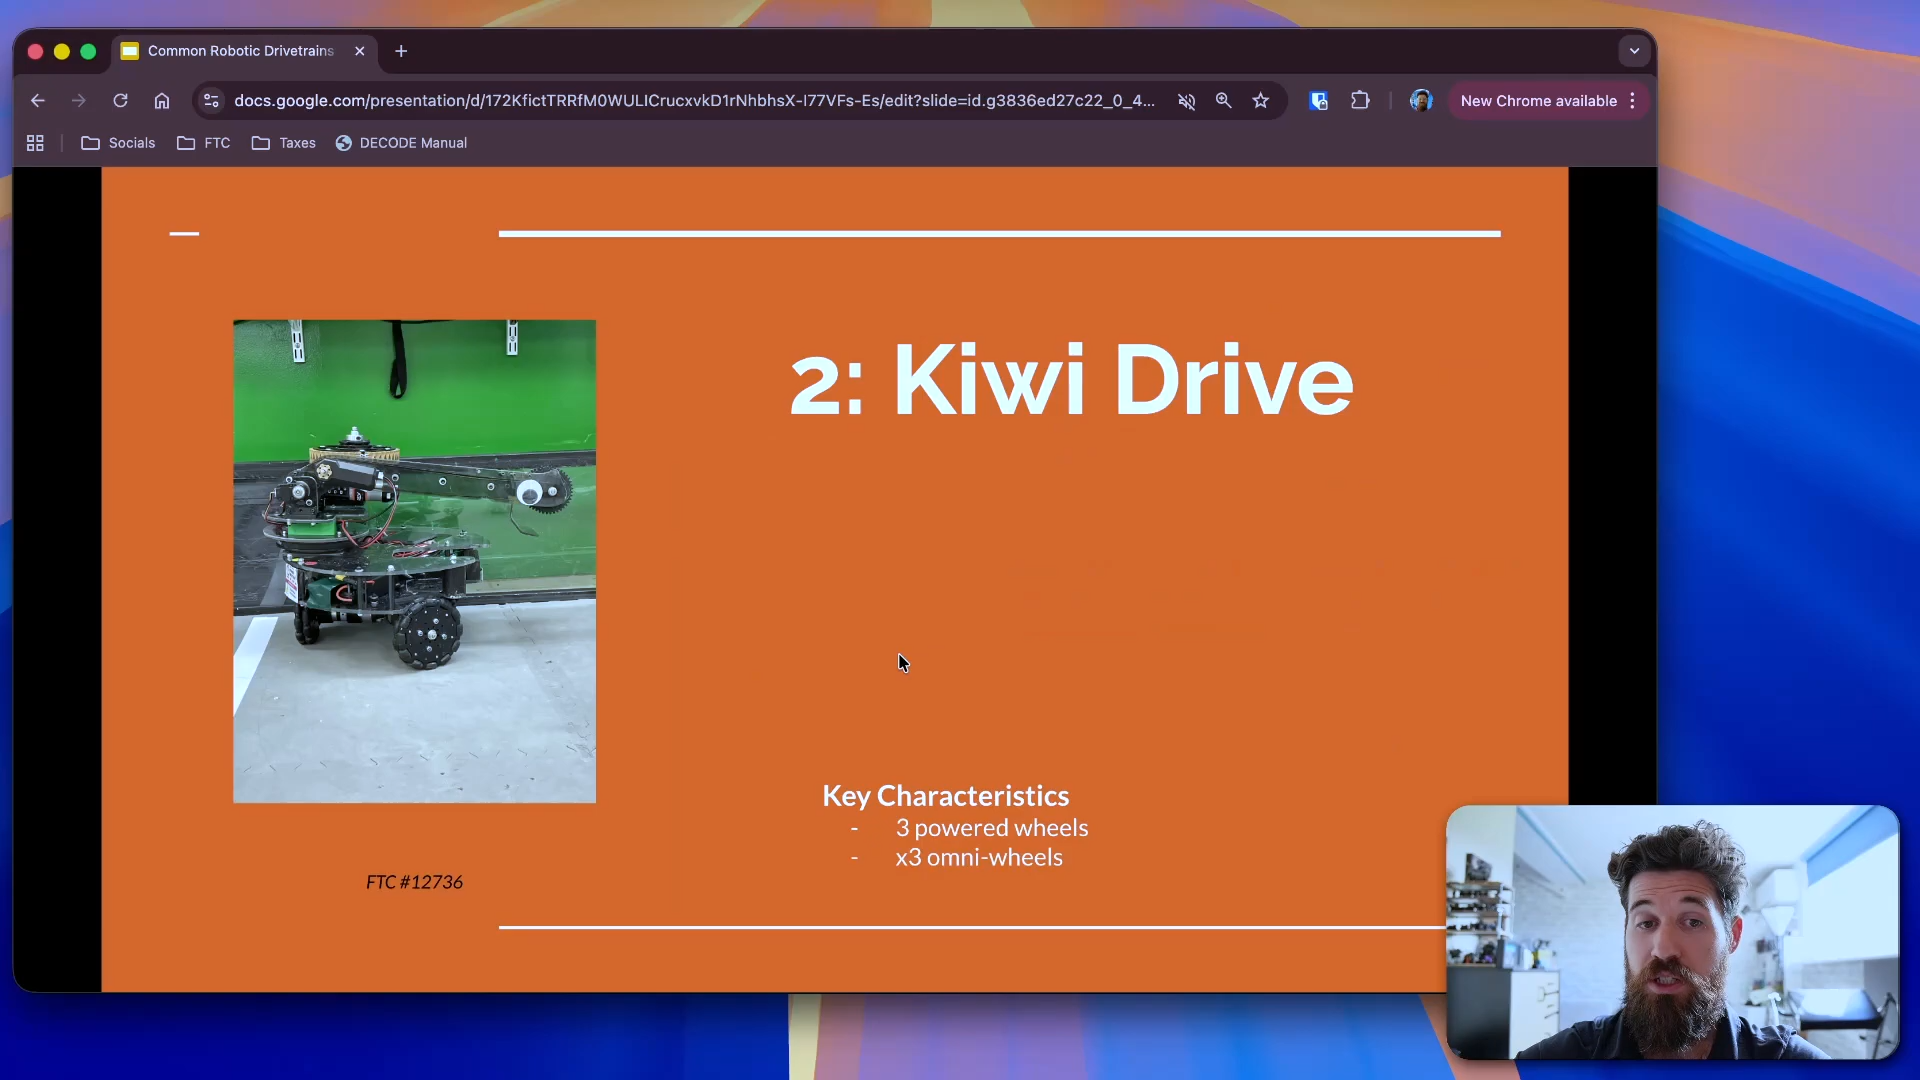 Common Robotic Drivetrains
docs.google.com/presentation/d/172KfictTRRfM0WULICrucxvkD1rNhbhsX-I77VFs-Es/edit?slide=id.g3836ed27c22_0_4...
New Chrome available
Socials
FTC
Taxes
DECODE Manual
2: Kiwi Drive
Key Characteristics
- 3 powered wheels
- x3 omni-wheels
FTC #12736